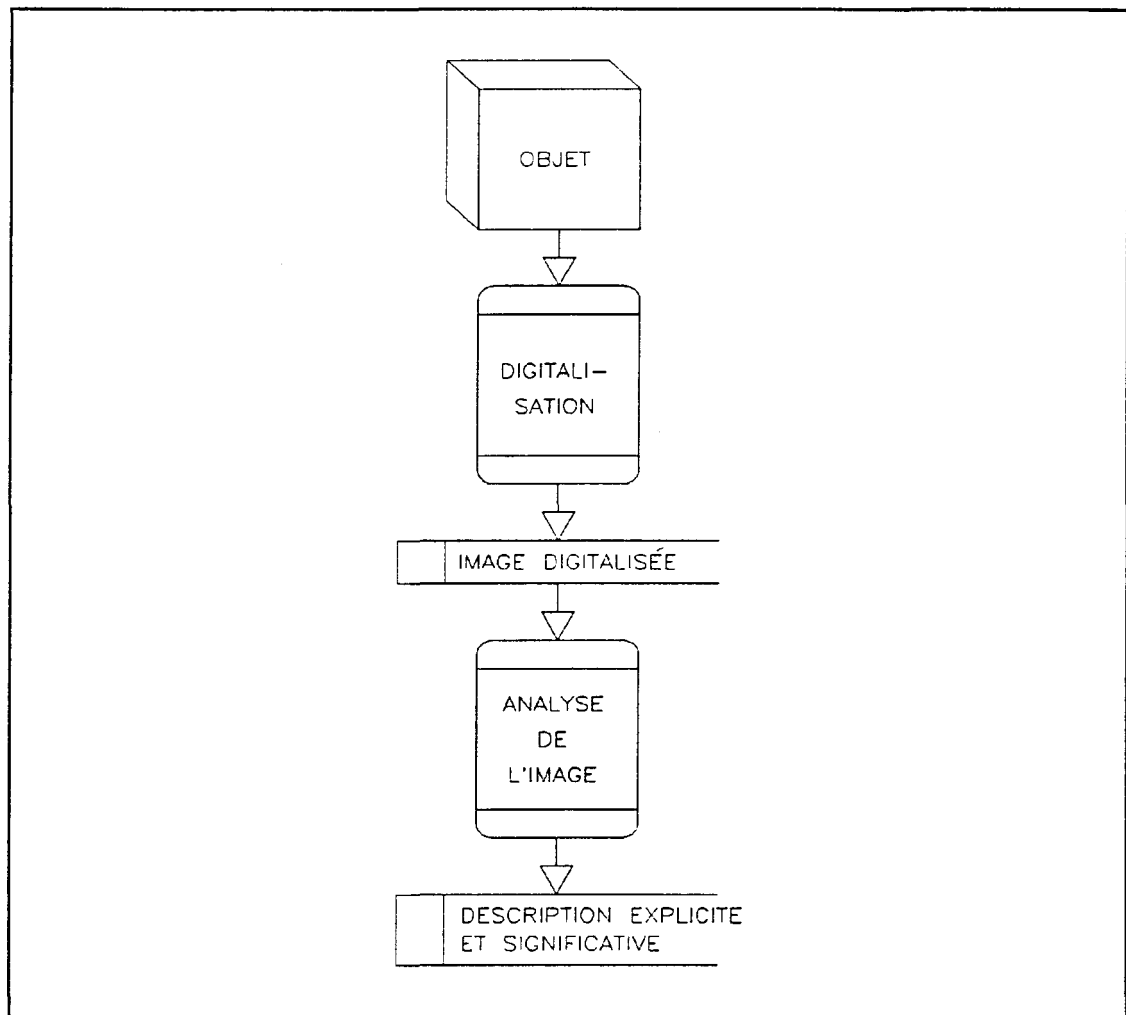 OBJET
DIGITALI-
SATION
IMAGE DIGITALISÉE
ANALYSE
DE
L'IMAGE
DESCRIPTION EXPLICITE
ET SIGNIFICATIVE